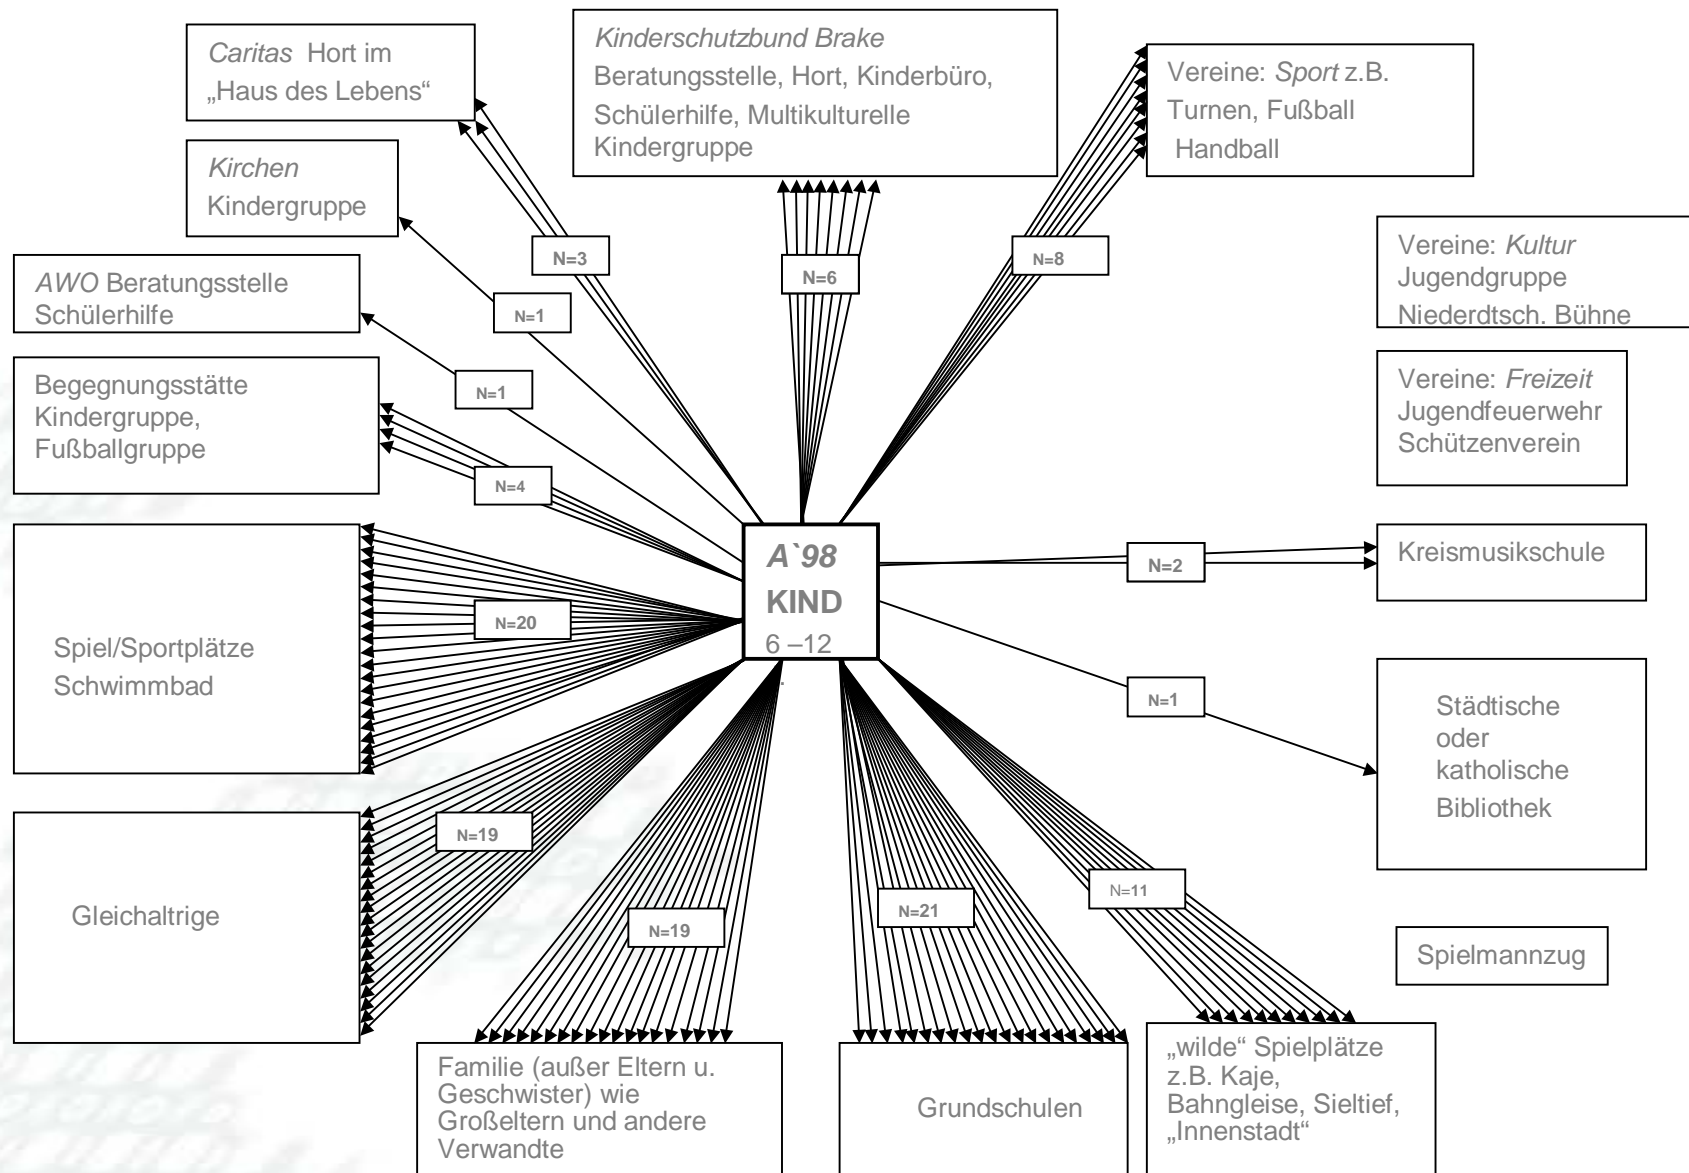 Caritas Hort im
„Haus des Lebens“
Kinderschutzbund Brake
Beratungsstelle, Hort, Kinderbüro,
Schülerhilfe, Multikulturelle
Kindergruppe
Vereine: Sport z.B.
Turnen, Fußball
Handball
Kirchen
Kindergruppe
Vereine: Kultur
Jugendgruppe
Niederdtsch. Bühne
N=3
N=6
N=8
AWO Beratungsstelle
Schülerhilfe
N=1
Begegnungsstätte
Kindergruppe,
Fußballgruppe
N=1
Vereine: Freizeit
Jugendfeuerwehr
Schützenverein
N=4
A`98
KIND
6 –12
.
N=2
Kreismusikschule
Spiel/Sportplätze
Schwimmbad
N=20
N=1
Städtische
oder
katholische
Bibliothek
Gleichaltrige
N=19
N=19
N=21
N=11
Spielmannzug
Familie (außer Eltern u.
Geschwister) wie
Großeltern und andere
Verwandte
Grundschulen
„wilde“ Spielplätze
z.B. Kaje,
Bahngleise, Sieltief,
„Innenstadt“